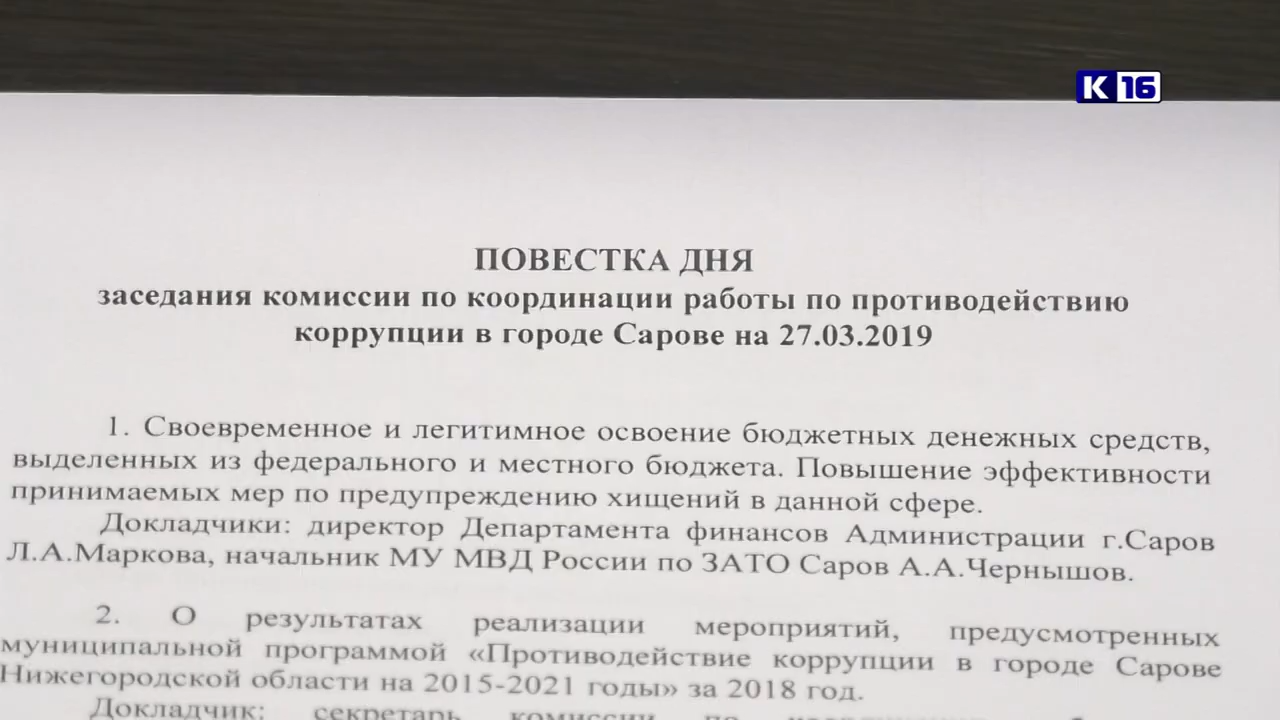 К 16
ПОВЕСТКА ДНЯ
заседания комиссии по координации работы по противодействию
коррупции в городе Сарове на 27.03.2019
1. Своевременное и легитимное освоение бюджетных денежных средств,
выделенных из федерального и местного бюджета. Повышение эффективности
принимаемых мер по предупреждению хищений в данной сфере.
Докладчики: директор Департамента финансов Администрации г.Саров
Л.А.Маркова, начальник МУ МВД России по ЗАТО Саров А.А.Чернышов.
2. О результатах реализации мероприятий, предусмотренных
муниципальной программой «Противодействие коррупции в городе Сарове
Нижегородской области на 2015-2021 годы» за 2018 год.
Докладчик: секретарь комиссии по